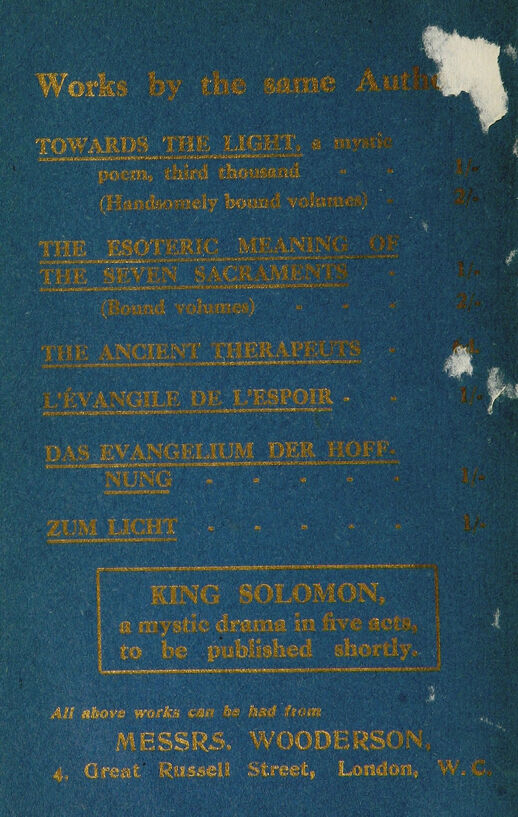 Works by the same Auth
TOWARDS THE LIGHT, a mystic
poem, third thousand - - 1/-
(Handsomely bound volumes) - 2/-
THE ESOTERIC MEANING OF
THE SEVEN SACRAMENTS - 1/-
(Bound volumes) - - - 2/-
THE ANCIENT THERAPEUTS -
L'ÉVANGILE DE L'ESPOIR - - 1/-
DAS EVANGELIUM DER HOFF-
NUNG - - - - - 1/-
ZUM LICHT - - - - - 1/-
KING SOLOMON,
a mystic drama in five acts,
to be published shortly.
All above works can be had from
MESSRS. WOODERSON,
4, Great Russell Street, London, W.C.